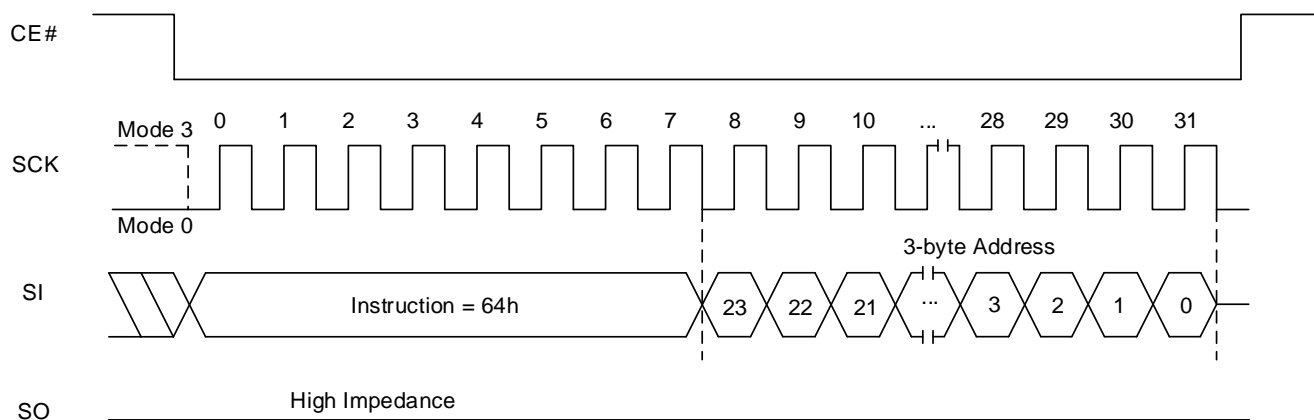 CE#
Mode 3 0 1 2 3 4 5 6 7 8 9 10 ... 28 29 30 31
SCK
Mode 0
3-byte Address
SI Instruction = 64h 23 22 21 ... 3 2 1 0
High Impedance
SO